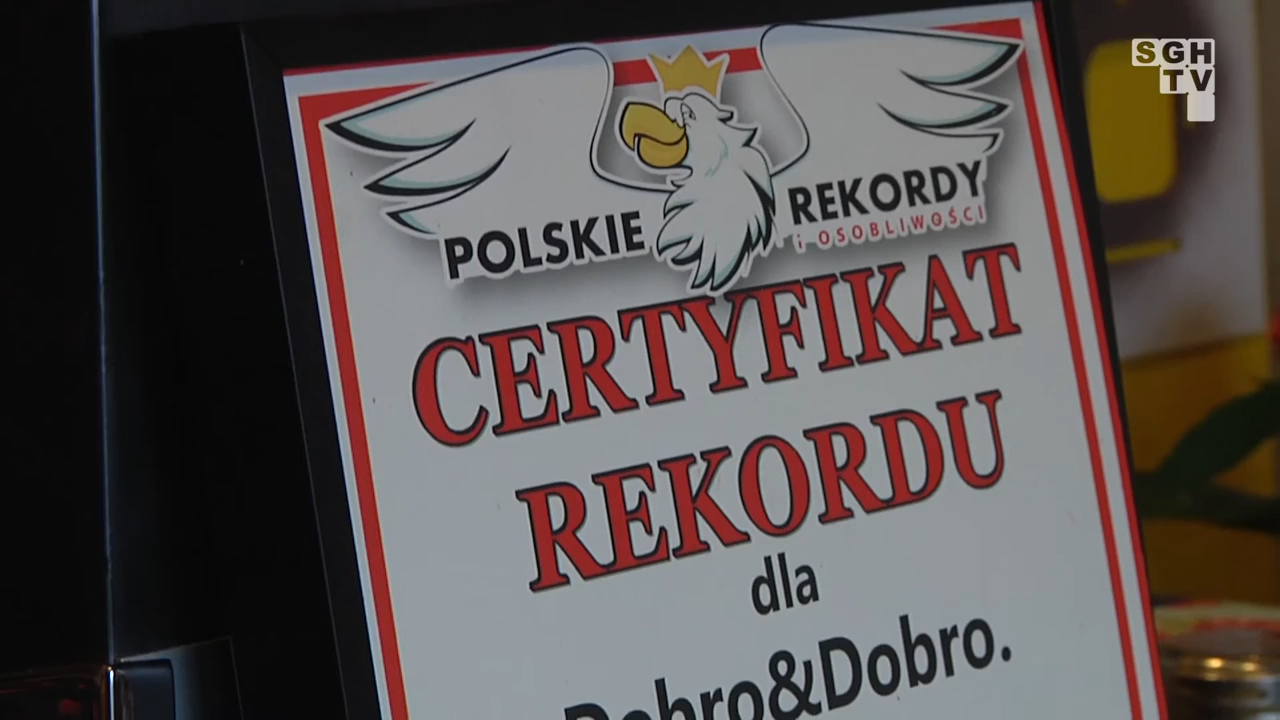 SGH
TV
POLSKIE REKORDY
i OSOBLIWOŚCI
CERTYFIKAT
REKORDU
dla
Dobro&Dobro.